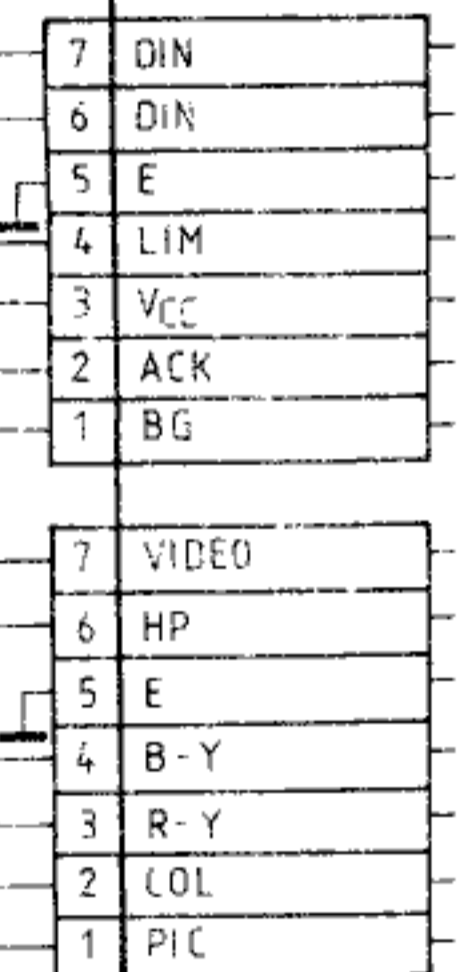 7 DIN
6 DIN
5 E
4 LIM
3 VCC
2 ACK
1 BG
7 VIDEO
6 HP
5 E
4 B-Y
3 R-Y
2 COL
1 PIC